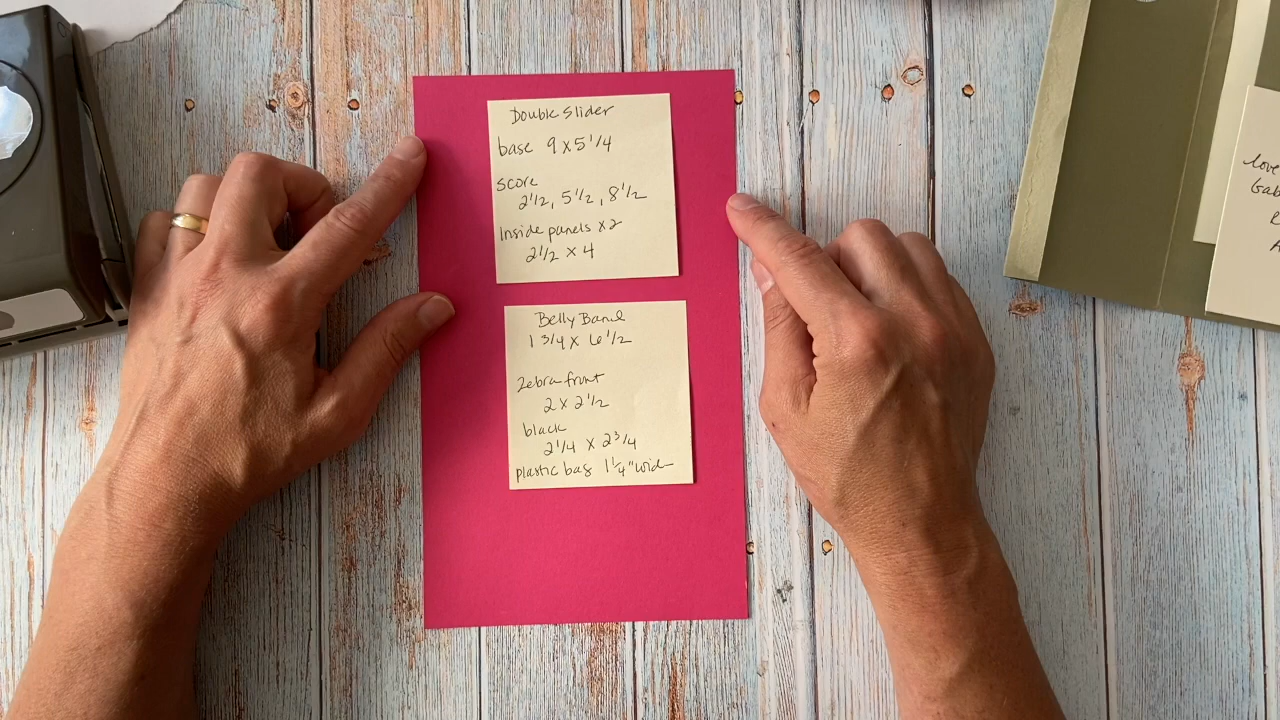 Double Slider
base 9 x 5 1/4
score
2 1/2, 5 1/2, 8 1/2
Inside panels x 2
2 1/2 x 4
Belly Band
1 3/4 x 6 1/2
Zebra front
2 x 2 1/2
black
2 1/4 x 2 3/4
plastic bag 1 1/4" wide
love